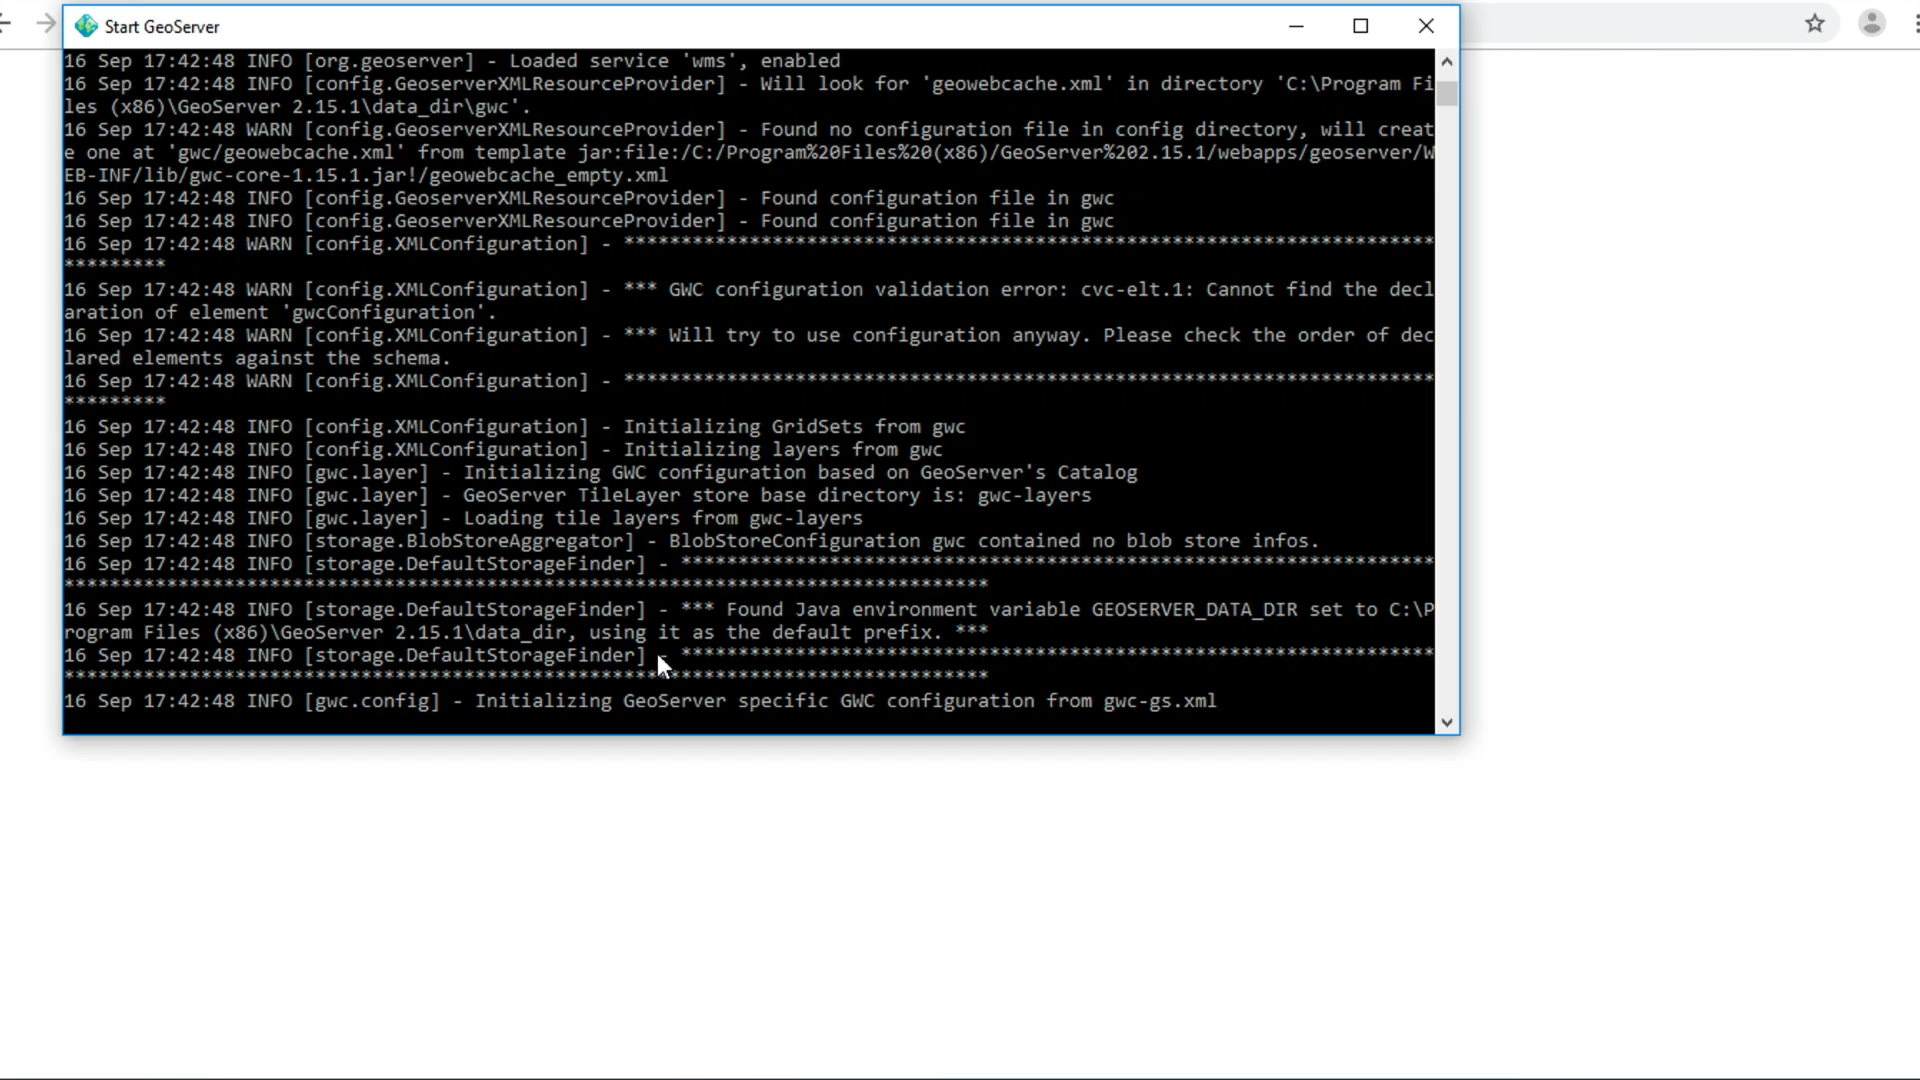 Start GeoServer
16 Sep 17:42:48 INFO [org.geoserver] - Loaded service 'wms', enabled
16 Sep 17:42:48 INFO [config.GeoserverXMLResourceProvider] - Will look for 'geowebcache.xml' in directory 'C:\Program Fi
les (x86)\GeoServer 2.15.1\data_dir\gwc'.
16 Sep 17:42:48 WARN [config.GeoserverXMLResourceProvider] - Found no configuration file in config directory, will creat
e one at 'gwc/geowebcache.xml' from template jar:file:/C:/Program%20Files%20(x86)/GeoServer%202.15.1/webapps/geoserver/W
EB-INF/lib/gwc-core-1.15.1.jar!/geowebcache_empty.xml
16 Sep 17:42:48 INFO [config.GeoserverXMLResourceProvider] - Found configuration file in gwc
16 Sep 17:42:48 INFO [config.GeoserverXMLResourceProvider] - Found configuration file in gwc
16 Sep 17:42:48 WARN [config.XMLConfiguration] - ***********************************************************************
*********
16 Sep 17:42:48 WARN [config.XMLConfiguration] - *** GWC configuration validation error: cvc-elt.1: Cannot find the decl
aration of element 'gwcConfiguration'.
16 Sep 17:42:48 WARN [config.XMLConfiguration] - *** Will try to use configuration anyway. Please check the order of dec
lared elements against the schema.
16 Sep 17:42:48 WARN [config.XMLConfiguration] - ***********************************************************************
*********
16 Sep 17:42:48 INFO [config.XMLConfiguration] - Initializing GridSets from gwc
16 Sep 17:42:48 INFO [config.XMLConfiguration] - Initializing layers from gwc
16 Sep 17:42:48 INFO [gwc.layer] - Initializing GWC configuration based on GeoServer's Catalog
16 Sep 17:42:48 INFO [gwc.layer] - GeoServer TileLayer store base directory is: gwc-layers
16 Sep 17:42:48 INFO [gwc.layer] - Loading tile layers from gwc-layers
16 Sep 17:42:48 INFO [storage.BlobStoreAggregator] - BlobStoreConfiguration gwc contained no blob store infos.
16 Sep 17:42:48 INFO [storage.DefaultStorageFinder] - ******************************************************************
*********************************************************************************
16 Sep 17:42:48 INFO [storage.DefaultStorageFinder] - *** Found Java environment variable GEOSERVER_DATA_DIR set to C:\P
rogram Files (x86)\GeoServer 2.15.1\data_dir, using it as the default prefix. ***
16 Sep 17:42:48 INFO [storage.DefaultStorageFinder] - ******************************************************************
*********************************************************************************
16 Sep 17:42:48 INFO [gwc.config] - Initializing GeoServer specific GWC configuration from gwc-gs.xml